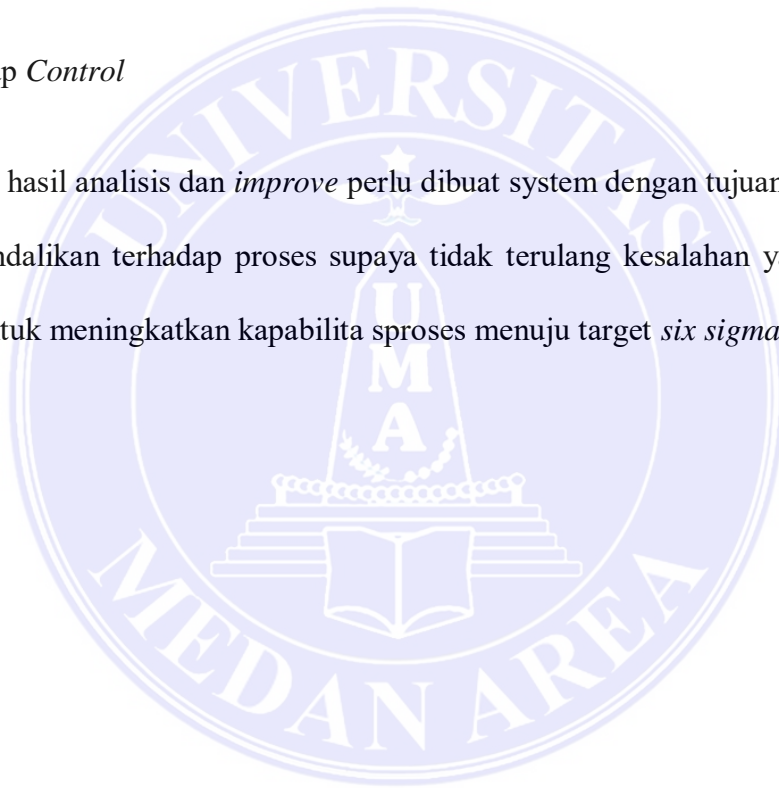 p Control
hasil analisis dan improve perlu dibuat system dengan tujuan
ndalikan terhadap proses supaya tidak terulang kesalahan y
tuk meningkatkan kapabilita sproses menuju target six sigma
UNIVERSITAS
UMA
MEDAN AREA